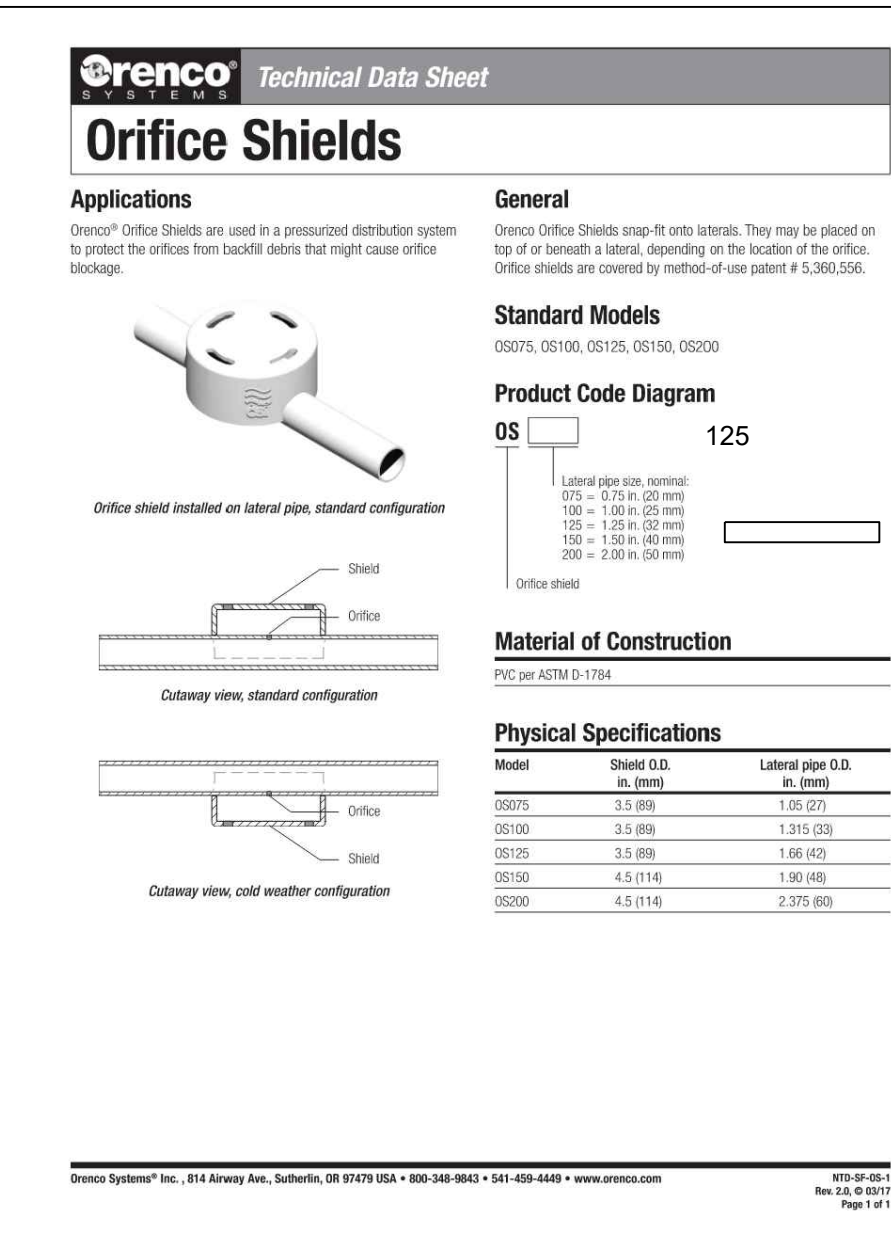 Orenco®
SYSTEMS
Technical Data Sheet
Orifice Shields
Applications
Orenco® Orifice Shields are used in a pressurized distribution system
to protect the orifices from backfill debris that might cause orifice
blockage.
Orifice shield installed on lateral pipe, standard configuration
Shield
Orifice
Cutaway view, standard configuration
Orifice
Shield
Cutaway view, cold weather configuration
General
Orenco Orifice Shields snap-fit onto laterals. They may be placed on
top of or beneath a lateral, depending on the location of the orifice.
Orifice shields are covered by method-of-use patent # 5,360,556.
Standard Models
OS075, OS100, OS125, OS150, OS200
Product Code Diagram
OS
125
Lateral pipe size, nominal:
075 = 0.75 in. (20 mm)
100 = 1.00 in. (25 mm)
125 = 1.25 in. (32 mm)
150 = 1.50 in. (40 mm)
200 = 2.00 in. (50 mm)
Orifice shield
Material of Construction
PVC per ASTM D-1784
Physical Specifications
Model Shield O.D. Lateral pipe O.D.
in. (mm) in. (mm)
OS075 3.5 (89) 1.05 (27)
OS100 3.5 (89) 1.315 (33)
OS125 3.5 (89) 1.66 (42)
OS150 4.5 (114) 1.90 (48)
OS200 4.5 (114) 2.375 (60)
Orenco Systems® Inc. , 814 Airway Ave., Sutherlin, OR 97479 USA • 800-348-9843 • 541-459-4449 • www.orenco.com
NTD-SF-OS-1
Rev. 2.0, © 03/17
Page 1 of 1